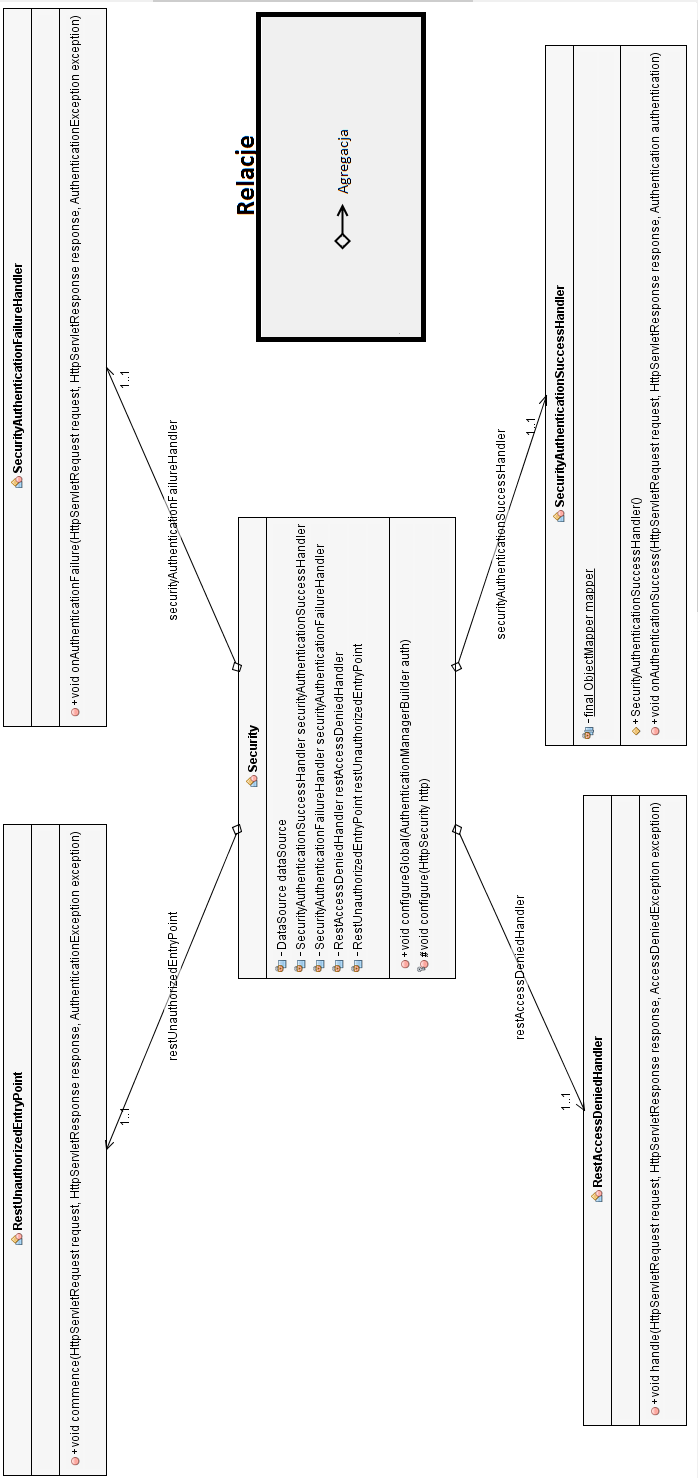 RestUnauthorizedEntryPoint
+void commence(HttpServletRequest request, HttpServletResponse response, AuthenticationException exception)
SecurityAuthenticationFailureHandler
+void onAuthenticationFailure(HttpServletRequest request, HttpServletResponse response, AuthenticationException exception)
1..1
restUnauthorizedEntryPoint
1..1
securityAuthenticationFailureHandler
Relacje
Agregacja
Security
- DataSource dataSource
- SecurityAuthenticationSuccessHandler securityAuthenticationSuccessHandler
- SecurityAuthenticationFailureHandler securityAuthenticationFailureHandler
- RestAccessDeniedHandler restAccessDeniedHandler
- RestUnauthorizedEntryPoint restUnauthorizedEntryPoint
+void configureGlobal(AuthenticationManagerBuilder auth)
#void configure(HttpSecurity http)
restAccessDeniedHandler
1..1
securityAuthenticationSuccessHandler
1..1
RestAccessDeniedHandler
+void handle(HttpServletRequest request, HttpServletResponse response, AccessDeniedException exception)
SecurityAuthenticationSuccessHandler
-final ObjectMapper mapper
+SecurityAuthenticationSuccessHandler()
+void onAuthenticationSuccess(HttpServletRequest request, HttpServletResponse response, Authentication authentication)